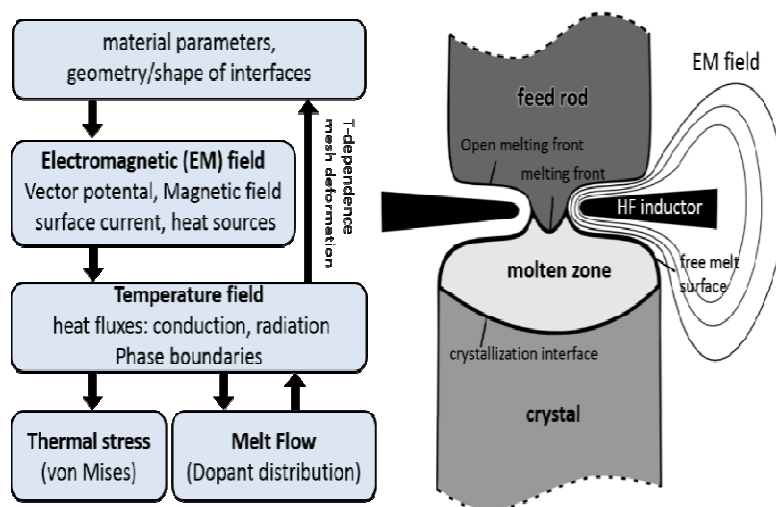 material parameters,
geometry/shape of interfaces
T-dependence
mesh deformation
Electromagnetic (EM) field
Vector potental, Magnetic field
surface current, heat sources
Temperature field
heat fluxes: conduction, radiation
Phase boundaries
Thermal stress
(von Mises)
Melt Flow
(Dopant distribution)
EM field
feed rod
Open melting front
melting front
HF inductor
molten zone
free melt
surface
crystallization interface
crystal